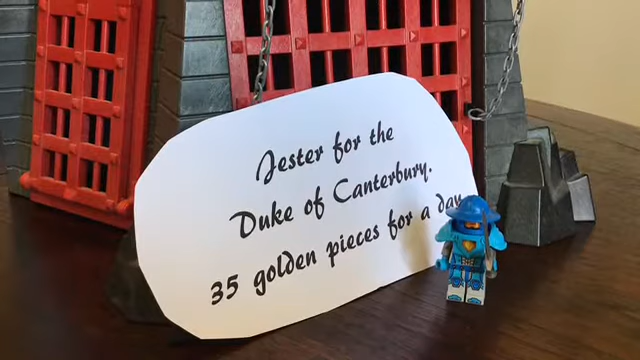 Jester for the
Duke of Canterbury.
35 golden pieces for a day